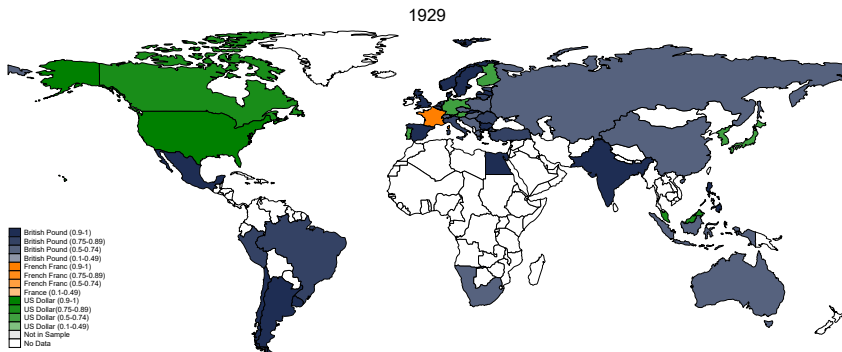 1929
British Pound (0.9-1)
British Pound (0.75-0.89)
British Pound (0.5-0.74)
British Pound (0.1-0.49)
French Franc (0.9-1)
French Franc (0.75-0.89)
French Franc (0.5-0.74)
France (0.1-0.49)
US Dollar (0.9-1)
US Dollar(0.75-0.89)
US Dollar (0.5-0.74)
US Dollar (0.1-0.49)
Not in Sample
No Data